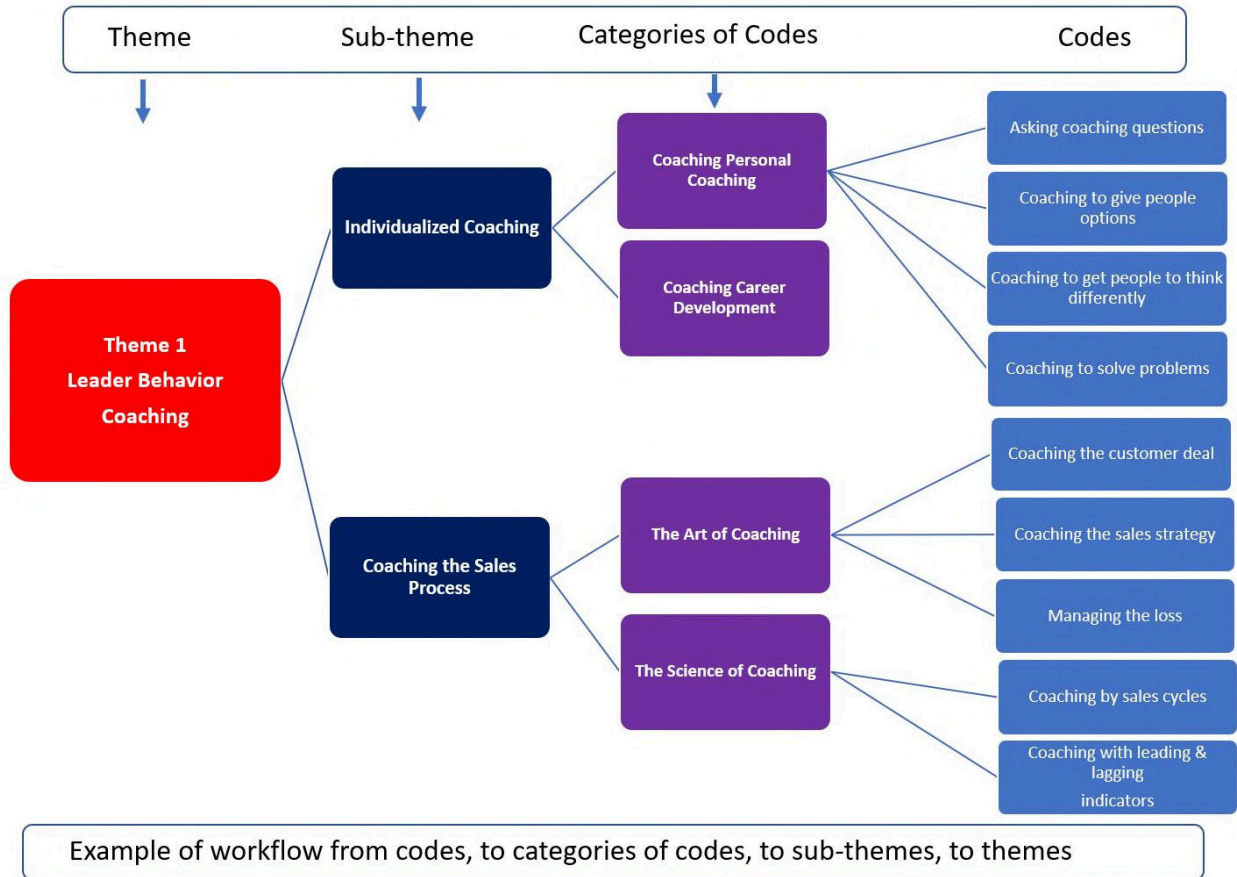 Theme Sub-theme Categories of Codes Codes
Theme 1
Leader Behavior
Coaching
Individualized Coaching
Coaching the Sales
Process
Coaching Personal
Coaching
Coaching Career
Development
The Art of Coaching
The Science of Coaching
Asking coaching questions
Coaching to give people
options
Coaching to get people to think
differently
Coaching to solve problems
Coaching the customer deal
Coaching the sales strategy
Managing the loss
Coaching by sales cycles
Coaching with leading &
lagging
indicators
Example of workflow from codes, to categories of codes, to sub-themes, to themes